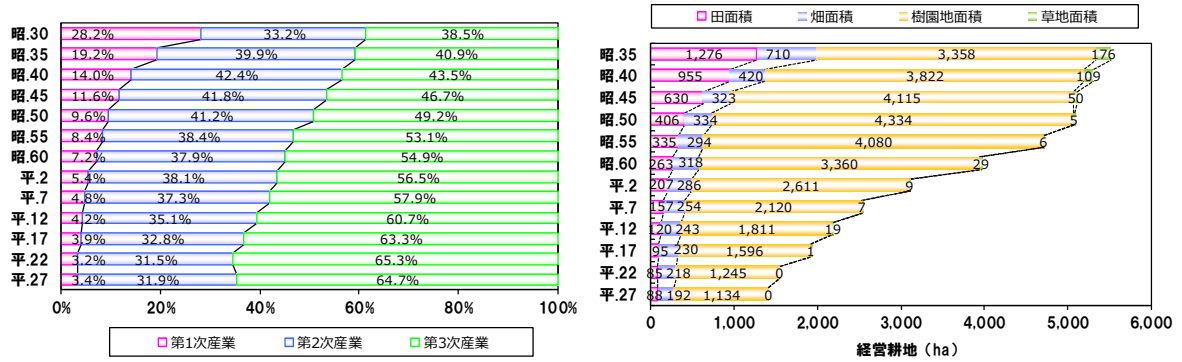 昭.30 28.2% 33.2% 38.5%
昭.35 19.2% 39.9% 40.9%
昭.40 14.0% 42.4% 43.5%
昭.45 11.6% 41.8% 46.7%
昭.50 9.6% 41.2% 49.2%
昭.55 8.4% 38.4% 53.1%
昭.60 7.2% 37.9% 54.9%
平.2 5.4% 38.1% 56.5%
平.7 4.8% 37.3% 57.9%
平.12 4.2% 35.1% 60.7%
平.17 3.9% 32.8% 63.3%
平.22 3.2% 31.5% 65.3%
平.27 3.4% 31.9% 64.7%
0% 20% 40% 60% 80% 100%
第1次産業 第2次産業 第3次産業
田面積 畑面積 樹園地面積 草地面積
昭.35 1,276 710 3,358 176
昭.40 955 420 3,822 109
昭.45 630 323 4,115 50
昭.50 406 334 4,334 5
昭.55 335 294 4,080 6
昭.60 263 318 3,360 29
平.2 207 286 2,611 9
平.7 157 254 2,120 7
平.12 120 243 1,811 19
平.17 95 230 1,596 1
平.22 85 218 1,245 0
平.27 88 192 1,134 0
0 1,000 2,000 3,000 4,000 5,000 6,000
経営耕地（ha）